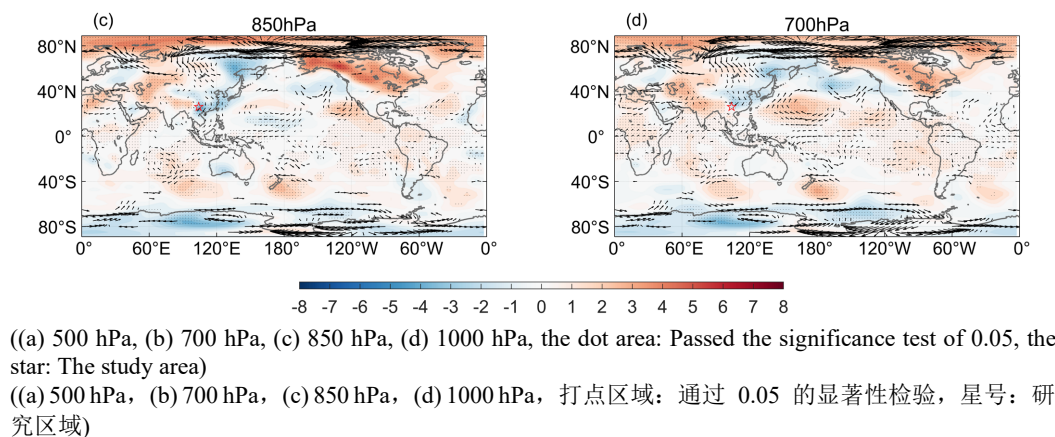 (c) 850hPa (d) 700hPa
80°N 80°N
40°N 40°N
0° 0°
40°S 40°S
80°S 80°S
0° 60°E 120°E 180° 120°W 60°W 0° 0° 60°E 120°E 180° 120°W 60°W 0°
-8 -7 -6 -5 -4 -3 -2 -1 0 1 2 3 4 5 6 7 8
((a) 500 hPa, (b) 700 hPa, (c) 850 hPa, (d) 1000 hPa, the dot area: Passed the significance test of 0.05, the
star: The study area)
((a) 500 hPa，(b) 700 hPa，(c) 850 hPa，(d) 1000 hPa，打点区域：通过 0.05 的显著性检验，星号：研
究区域)